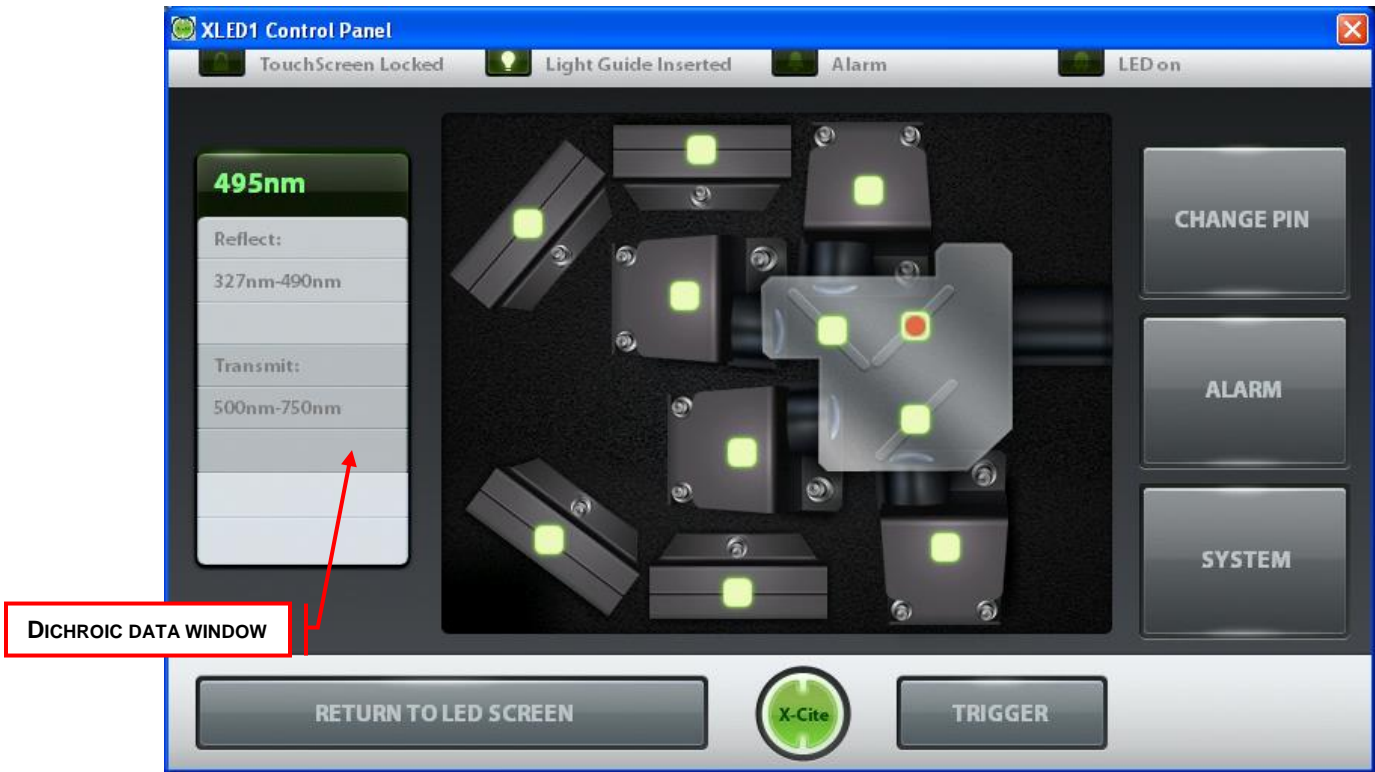 XLED1 Control Panel
TouchScreen Locked Light Guide Inserted Alarm LED on
495nm
Reflect:
327nm-490nm
Transmit:
500nm-750nm
CHANGE PIN
ALARM
SYSTEM
DICHROIC DATA WINDOW
RETURN TO LED SCREEN X-Cite TRIGGER